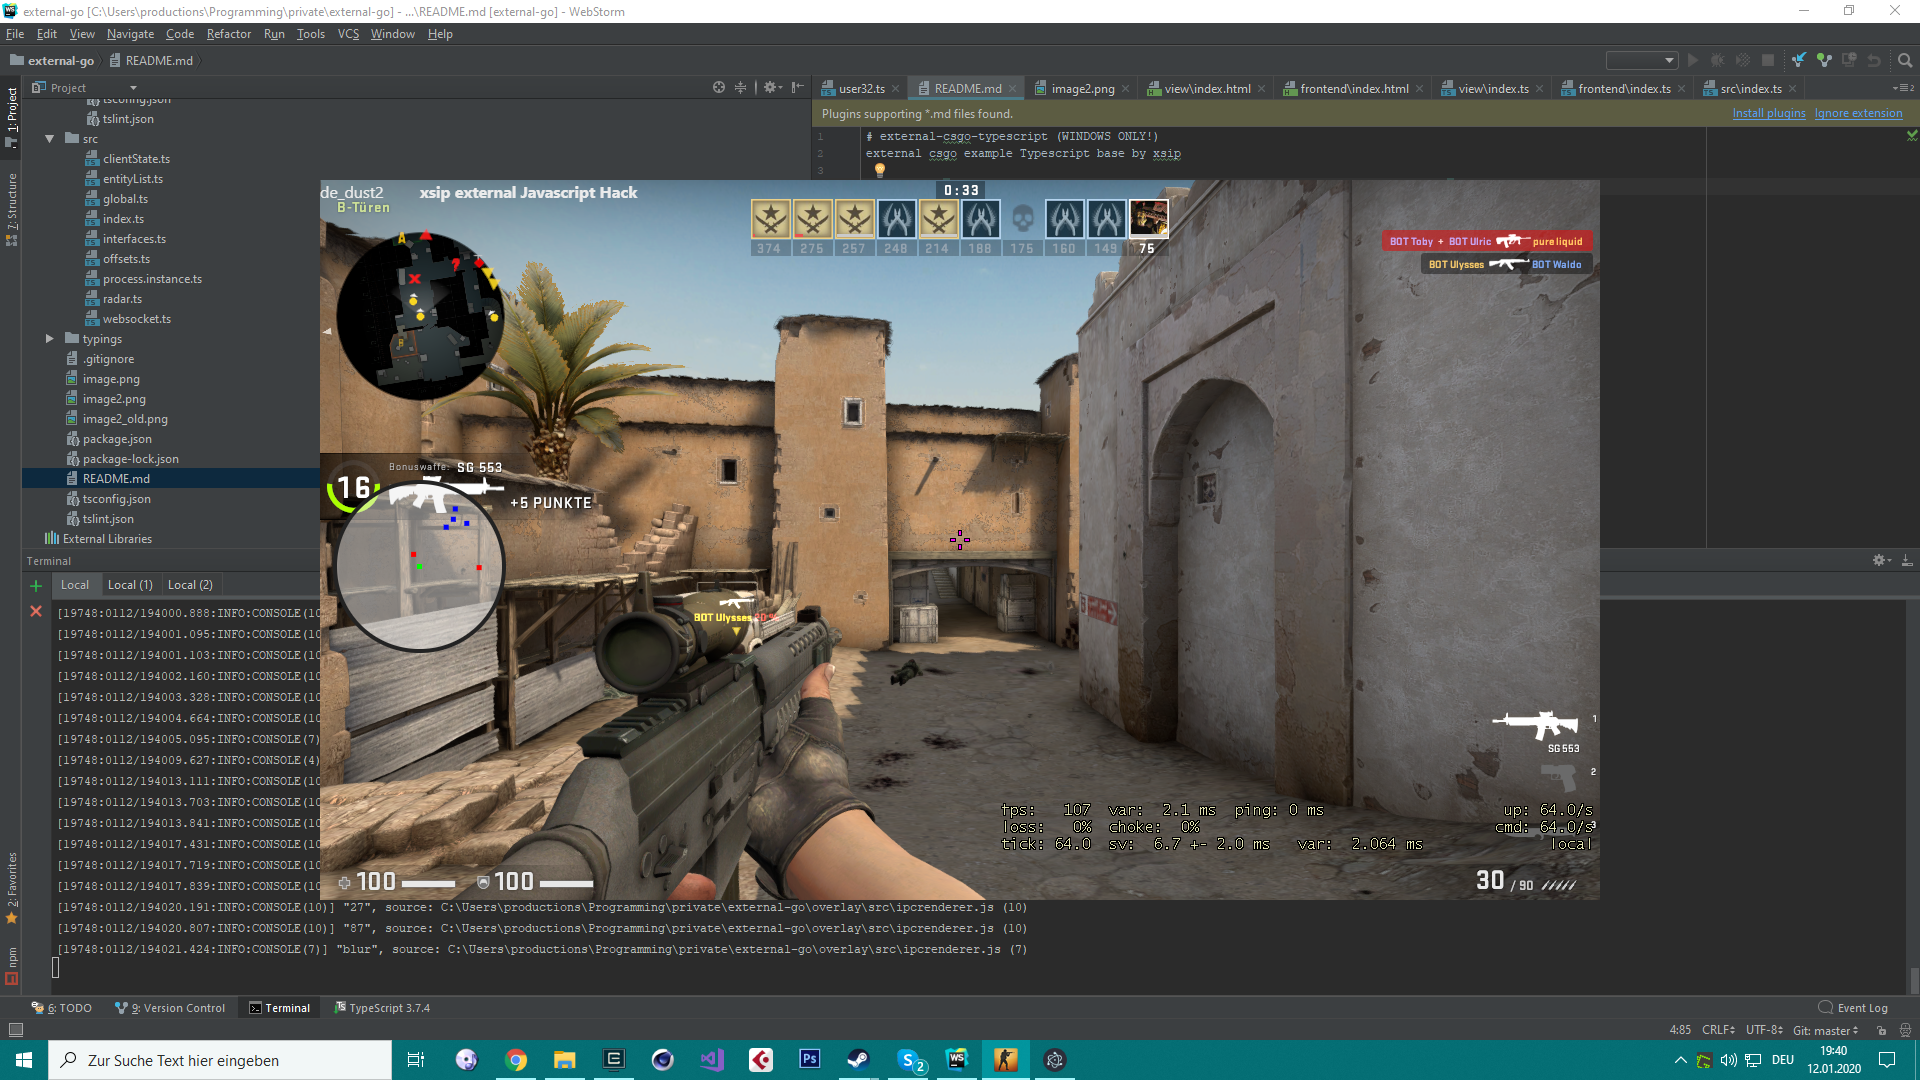 external-go [C:\Users\productions\Programming\private\external-go] - ...\README.md [external-go] - WebStorm
File Edit View Navigate Code Refactor Run Tools VCS Window Help
external-go README.md
Project
user32.ts README.md image2.png view\index.html frontend\index.html view\index.ts frontend\index.ts src\index.ts
Plugins supporting *.md files found. Install plugins Ignore extension
1 # external-csgo-typescript (WINDOWS ONLY!)
2 external csgo example Typescript base by xsip
3
1: Project
7: Structure
2: Favorites
npm
tsconfig.json
tslint.json
src
clientState.ts
entityList.ts
global.ts
index.ts
interfaces.ts
offsets.ts
process.instance.ts
radar.ts
websocket.ts
typings
.gitignore
image.png
image2.png
image2_old.png
package.json
package-lock.json
README.md
tsconfig.json
tslint.json
External Libraries
de_dust2 xsip external Javascript Hack
B-Türen
0:33
374 275 257 248 214 188 175 160 149 75
BOT Toby + BOT Ulric pure liquid
BOT Ulysses BOT Waldo
A
?
B
Bonuswaffe: SG 553
16
+5 PUNKTE
BOT Ulysses
1
SG 553
2
3
fps: 107 var: 2.1 ms ping: 0 ms up: 64.0/s
loss: 0% choke: 0% cmd: 64.0/s
tick: 64.0 sv: 6.7 +- 2.0 ms var: 2.064 ms local
100 100
30 / 90
Terminal
Local Local (1) Local (2)
[19748:0112/194000.888:INFO:CONSOLE(10
[19748:0112/194001.095:INFO:CONSOLE(10
[19748:0112/194001.103:INFO:CONSOLE(10
[19748:0112/194002.160:INFO:CONSOLE(10
[19748:0112/194003.328:INFO:CONSOLE(10
[19748:0112/194004.664:INFO:CONSOLE(10
[19748:0112/194005.095:INFO:CONSOLE(7)
[19748:0112/194009.627:INFO:CONSOLE(4)
[19748:0112/194013.111:INFO:CONSOLE(10
[19748:0112/194013.703:INFO:CONSOLE(10
[19748:0112/194013.841:INFO:CONSOLE(10
[19748:0112/194017.431:INFO:CONSOLE(10
[19748:0112/194017.719:INFO:CONSOLE(10
[19748:0112/194017.839:INFO:CONSOLE(10
[19748:0112/194020.191:INFO:CONSOLE(10)] "27", source: C:\Users\productions\Programming\private\external-go\overlay\src\ipcrenderer.js (10)
[19748:0112/194020.807:INFO:CONSOLE(10)] "87", source: C:\Users\productions\Programming\private\external-go\overlay\src\ipcrenderer.js (10)
[19748:0112/194021.424:INFO:CONSOLE(7)] "blur", source: C:\Users\productions\Programming\private\external-go\overlay\src\ipcrenderer.js (7)
6: TODO 9: Version Control Terminal TypeScript 3.7.4 Event Log
4:85 CRLF UTF-8 Git: master
Zur Suche Text hier eingeben
DEU 19:40
12.01.2020